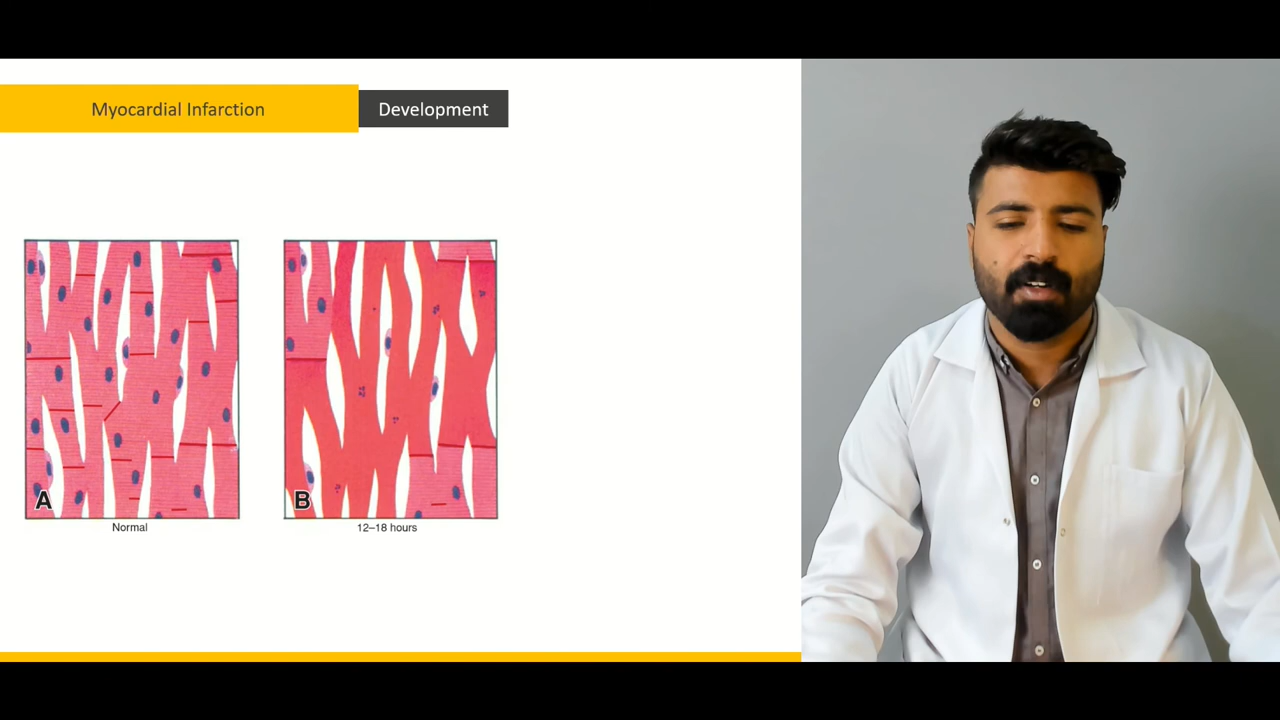 Myocardial Infarction
Development
A
B
Normal
12–18 hours